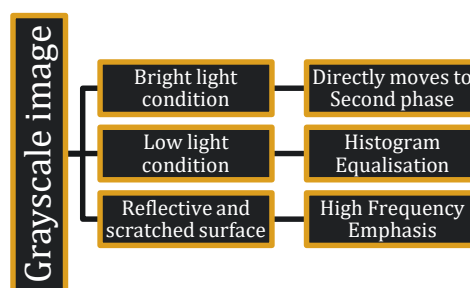 Grayscale image
Bright light
condition
Directly moves to
Second phase
Low light
condition
Histogram
Equalisation
Reflective and
scratched surface
High Frequency
Emphasis